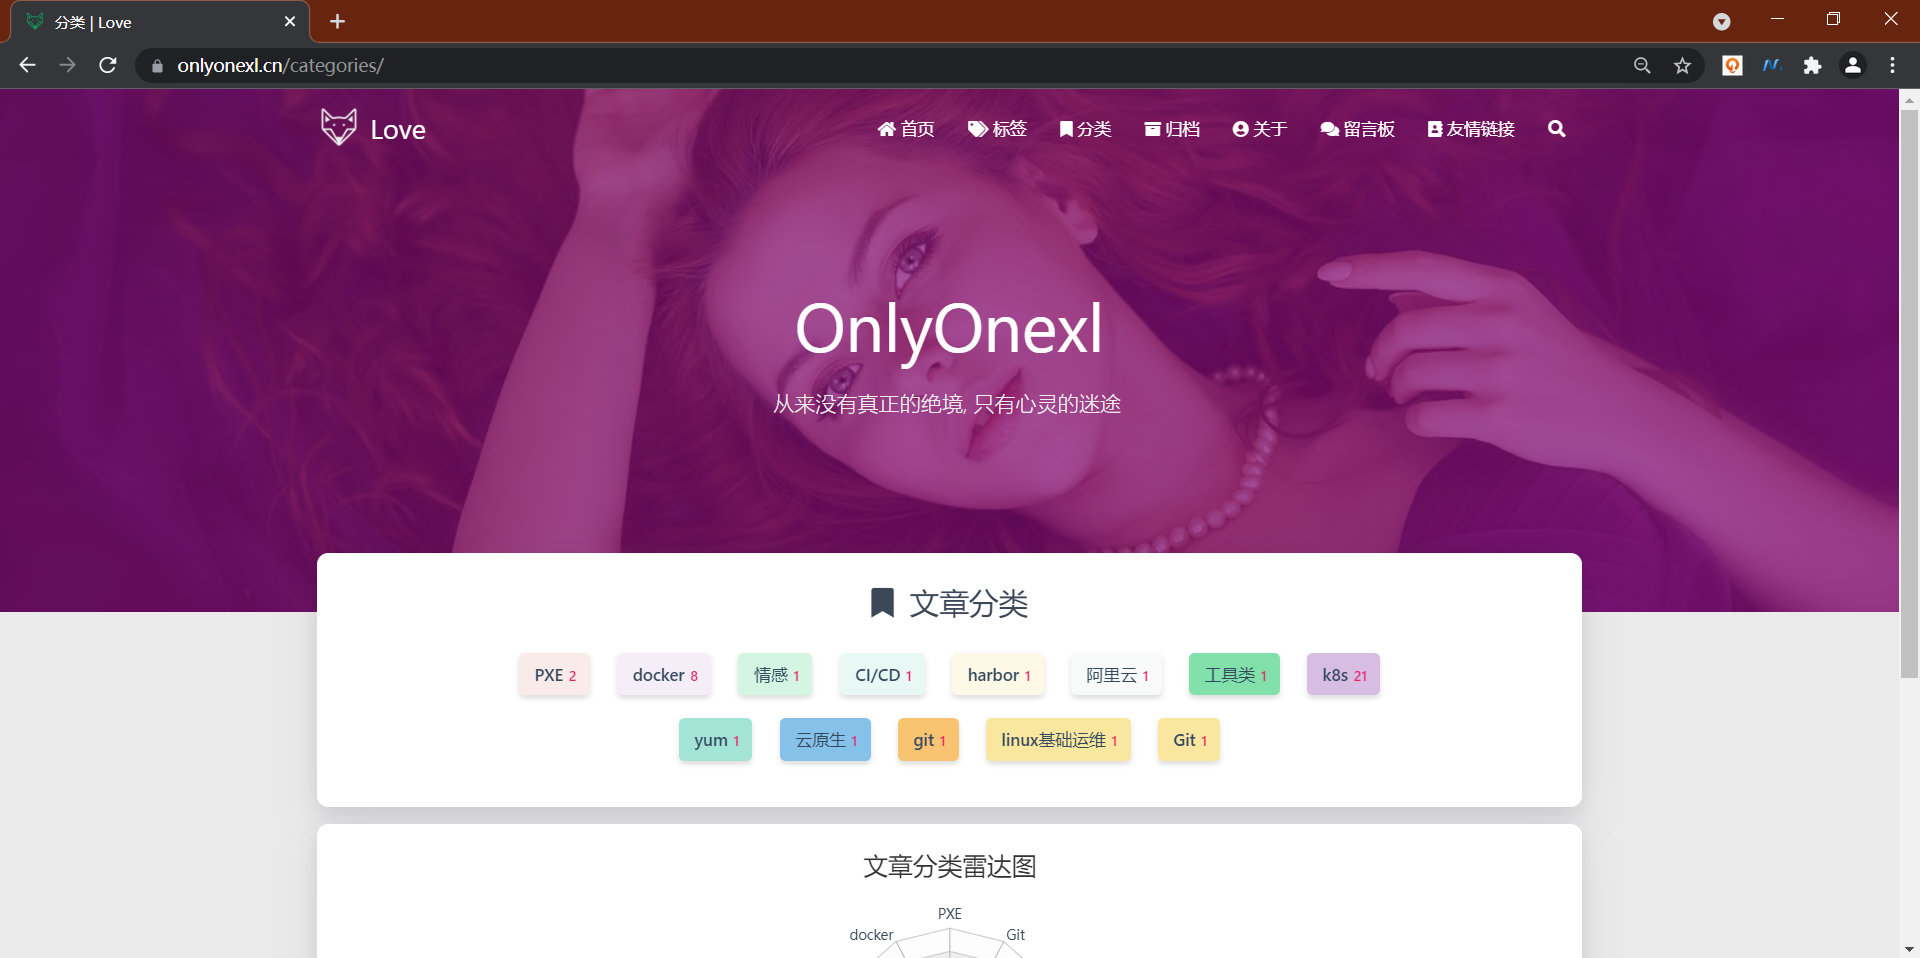 分类 | Love
onlyonexl.cn/categories/
Love
首页 标签 分类 归档 关于 留言板 友情链接
OnlyOnexl
从来没有真正的绝境, 只有心灵的迷途
文章分类
PXE 2 docker 8 情感 1 CI/CD 1 harbor 1 阿里云 1 工具类 1 k8s 21
yum 1 云原生 1 git 1 linux基础运维 1 Git 1
文章分类雷达图
PXE
docker Git